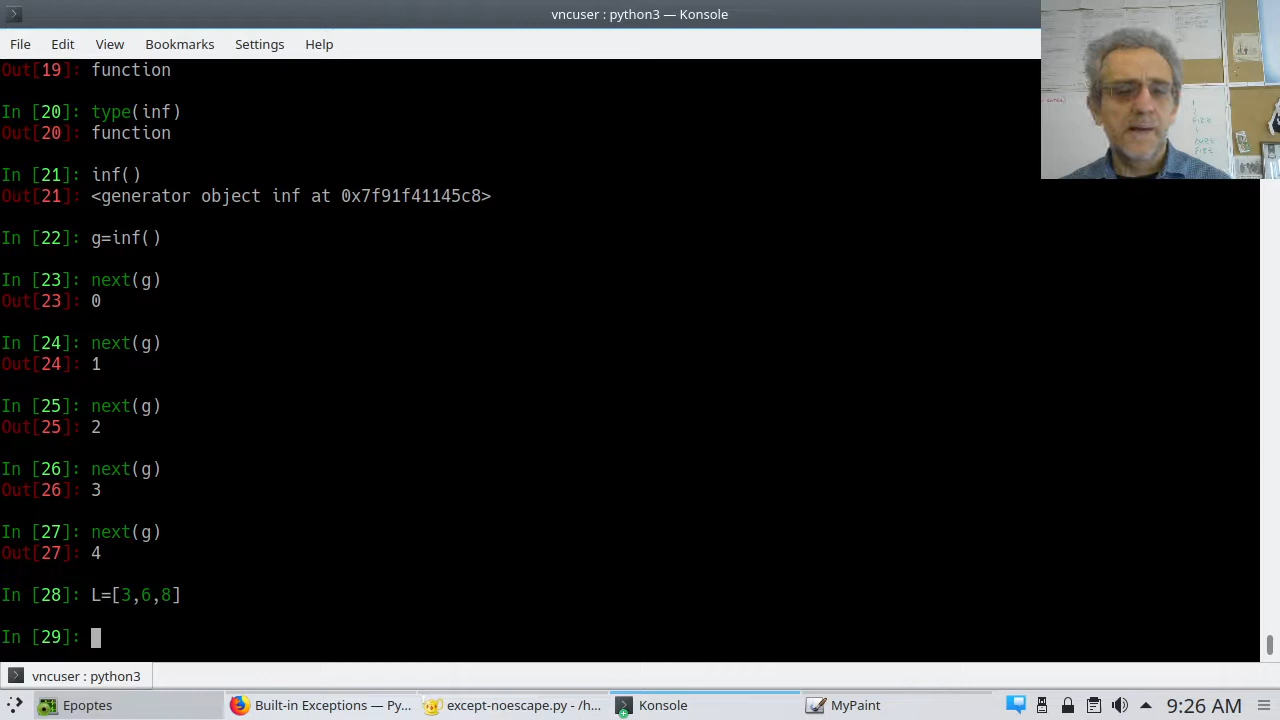 vncuser : python3 — Konsole
File Edit View Bookmarks Settings Help
Out[19]: function
In [20]: type(inf)
Out[20]: function
In [21]: inf()
Out[21]: <generator object inf at 0x7f91f41145c8>
In [22]: g=inf()
In [23]: next(g)
Out[23]: 0
In [24]: next(g)
Out[24]: 1
In [25]: next(g)
Out[25]: 2
In [26]: next(g)
Out[26]: 3
In [27]: next(g)
Out[27]: 4
In [28]: L=[3,6,8]
In [29]:
vncuser : python3
Epoptes Built-in Exceptions — Py... except-noescape.py - /h... Konsole MyPaint 9:26 AM